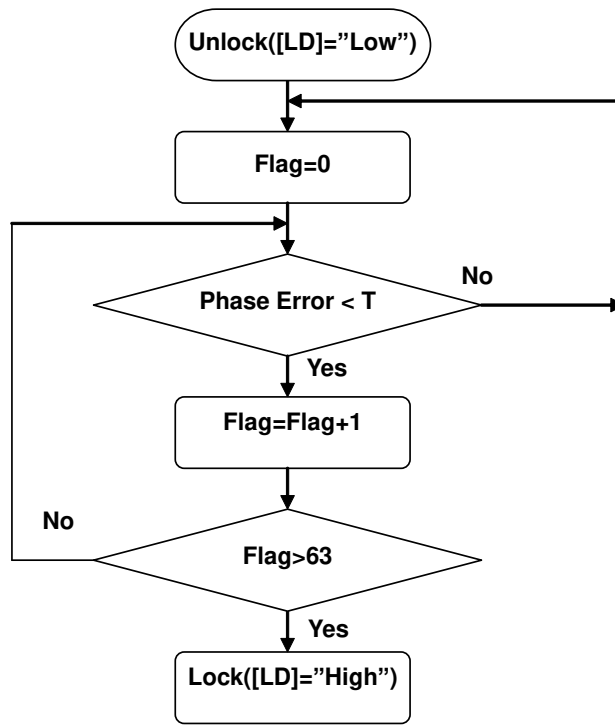 Unlock([LD]=”Low”)
Flag=0
Phase Error < T
No
Yes
Flag=Flag+1
No
Flag>63
Yes
Lock([LD]=”High”)